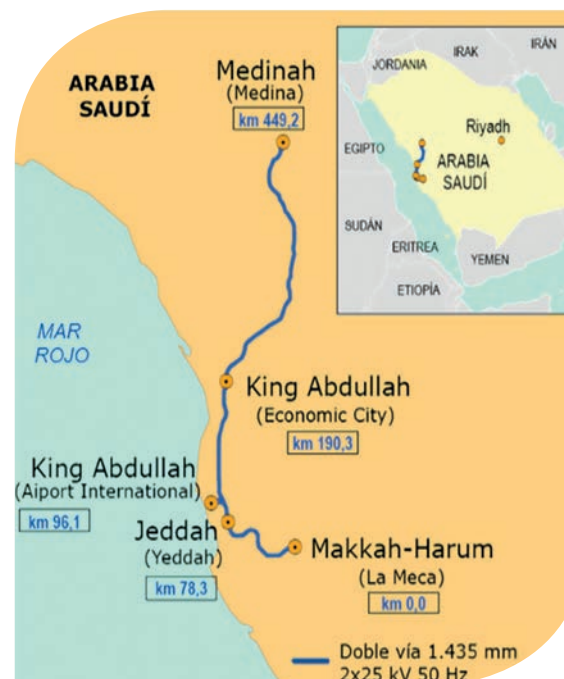 ARABIA
SAUDÍ
Medinah
(Medina)
km 449,2
MAR
ROJO
King Abdullah
(Economic City)
km 190,3
King Abdullah
(Aiport International)
km 96,1
Jeddah
(Yeddah)
km 78,3
Makkah-Harum
(La Meca)
km 0,0
Doble vía 1.435 mm
2x25 kV 50 Hz
JORDANIA
IRAK
IRÁN
EGIPTO
Riyadh
ARABIA
SAUDÍ
SUDÁN
ERITREA
YEMEN
ETIOPÍA